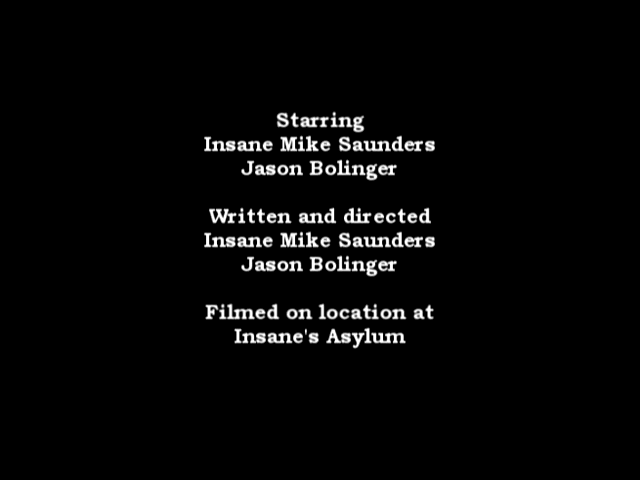 Starring
Insane Mike Saunders
Jason Bolinger
Written and directed
Insane Mike Saunders
Jason Bolinger
Filmed on location at
Insane's Asylum